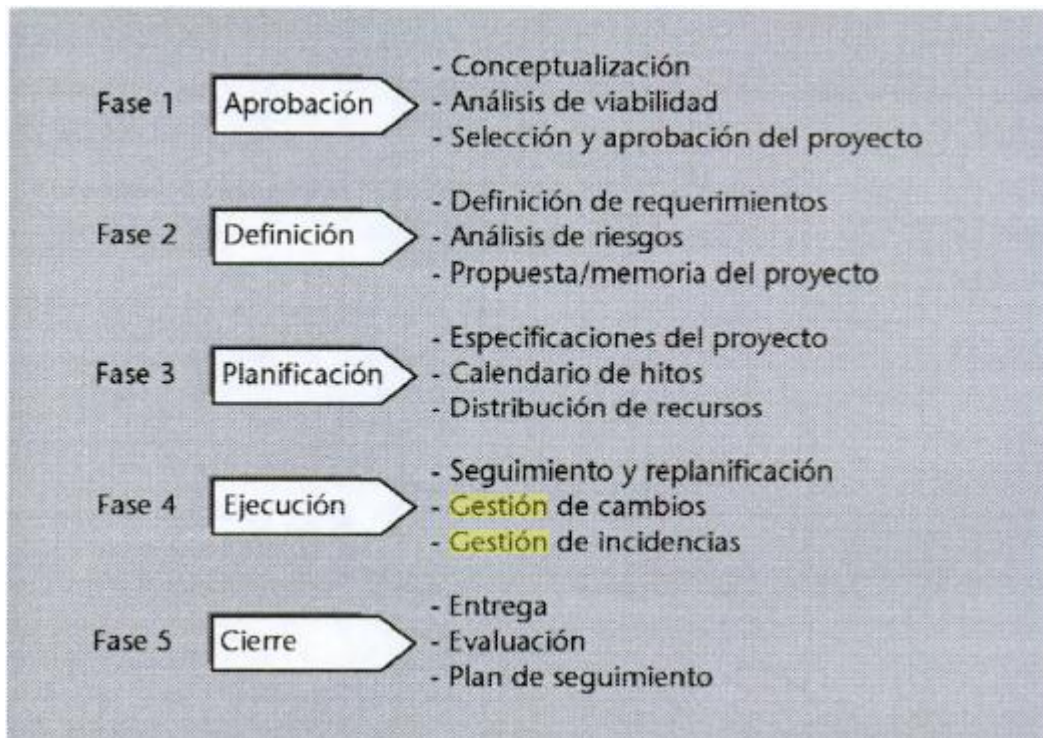 - Conceptualización
Fase 1 Aprobación - Análisis de viabilidad
- Selección y aprobación del proyecto
- Definición de requerimientos
Fase 2 Definición - Análisis de riesgos
- Propuesta/memoria del proyecto
- Especificaciones del proyecto
Fase 3 Planificación - Calendario de hitos
- Distribución de recursos
- Seguimiento y replanificación
Fase 4 Ejecución - Gestión de cambios
- Gestión de incidencias
- Entrega
Fase 5 Cierre - Evaluación
- Plan de seguimiento